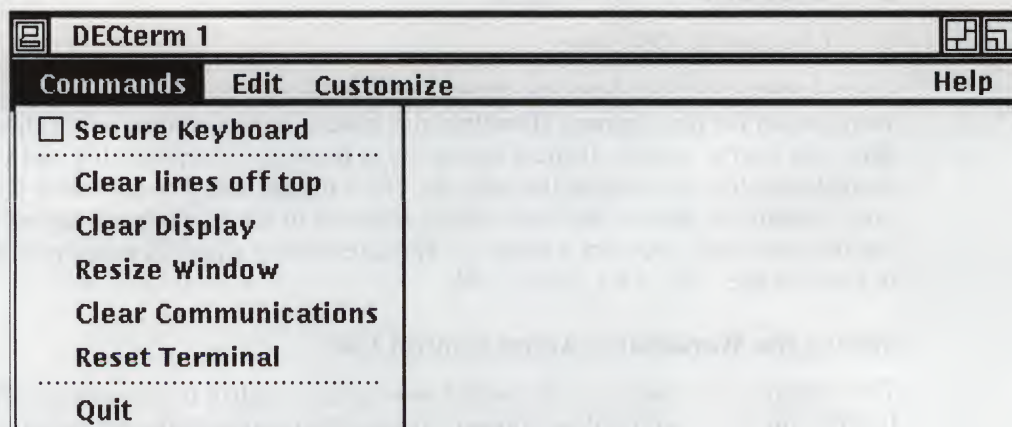 DECterm 1
Commands Edit Customize Help
Secure Keyboard
Clear lines off top
Clear Display
Resize Window
Clear Communications
Reset Terminal
Quit